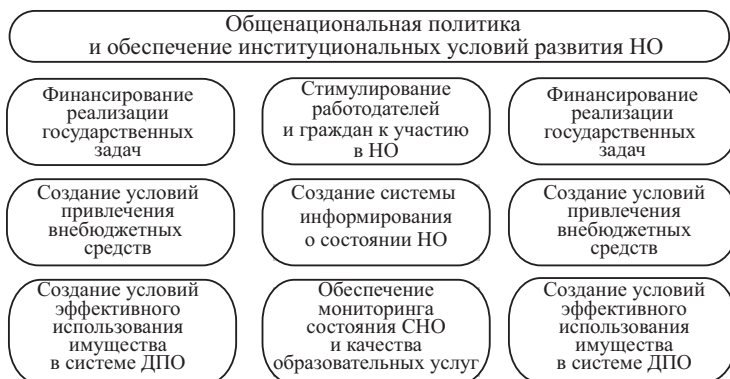 Общенациональная политика
и обеспечение институциональных условий развития НО
Финансирование
реализации
государственных
задач
Стимулирование
работодателей
и граждан к участию
в НО
Финансирование
реализации
государственных
задач
Создание условий
привлечения
внебюджетных
средств
Создание системы
информирования
о состоянии НО
Создание условий
привлечения
внебюджетных
средств
Создание условий
эффективного
использования
имущества
в системе ДПО
Обеспечение
мониторинга
состояния СНО
и качества
образовательных услуг
Создание условий
эффективного
использования
имущества
в системе ДПО